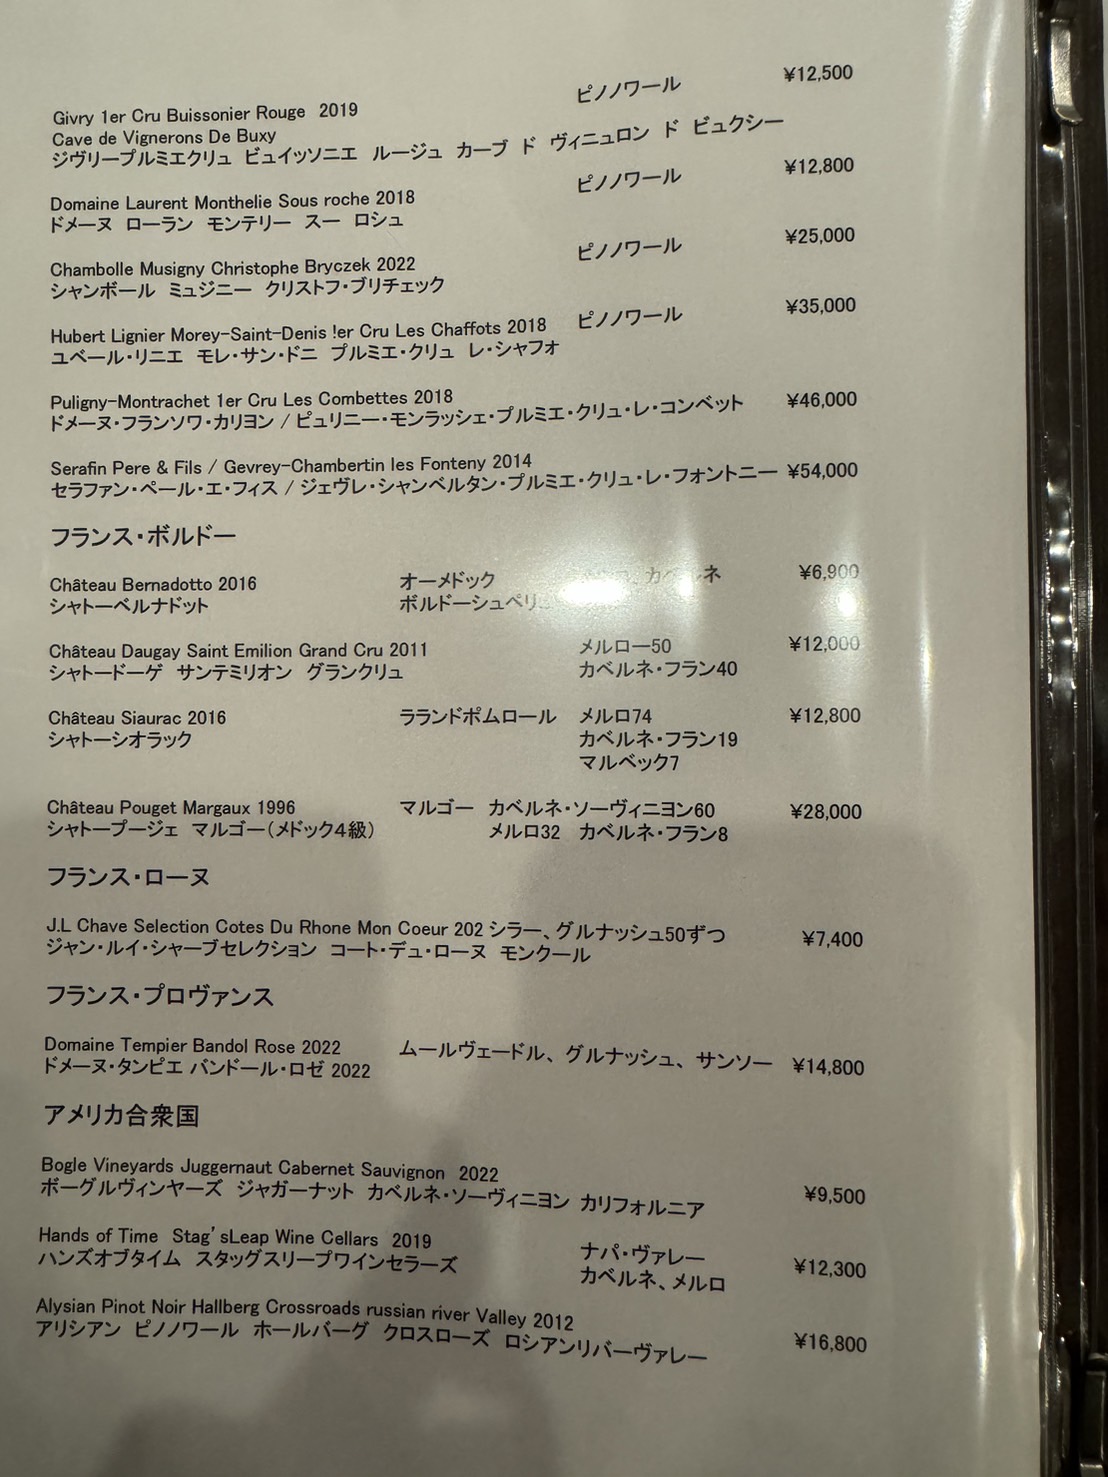 Givry 1er Cru Buissonier Rouge 2019 ピノノワール ¥12,500
Cave de Vignerons De Buxy
ジヴリープルミエクリュ ビュイッソニエ ルージュ カーブ ド ヴィニュロン ド ビュクシー
Domaine Laurent Monthelie Sous roche 2018 ピノノワール ¥12,800
ドメーヌ ローラン モンテリー スー ロシュ
Chambolle Musigny Christophe Bryczek 2022 ピノノワール ¥25,000
シャンボール ミュジニー クリストフ・ブリチェック
Hubert Lignier Morey-Saint-Denis !er Cru Les Chaffots 2018 ピノノワール ¥35,000
ユベール・リニエ モレ・サン・ドニ プルミエ・クリュ レ・シャフォ
Puligny-Montrachet 1er Cru Les Combettes 2018 ¥46,000
ドメーヌ・フランソワ・カリヨン / ピュリニー・モンラッシェ・プルミエ・クリュ・レ・コンベット
Serafin Pere & Fils / Gevrey-Chambertin les Fonteny 2014 ¥54,000
セラファン・ペール・エ・フィス / ジェヴレ・シャンベルタン・プルミエ・クリュ・レ・フォントニー
フランス・ボルドー
Château Bernadotto 2016 オーメドック ¥6,900
シャトーベルナドット
Château Daugay Saint Emilion Grand Cru 2011 メルロー50 ¥12,000
シャトードーゲ サンテミリオン グランクリュ カベルネ・フラン40
Château Siaurac 2016 ラランドポムロール メルロ74 ¥12,800
シャトーシオラック カベルネ・フラン19
マルベック7
Château Pouget Margaux 1996 マルゴー カベルネ・ソーヴィニヨン60 ¥28,000
シャトープージェ マルゴー(メドック4級) メルロ32 カベルネ・フラン8
フランス・ローヌ
J.L Chave Selection Cotes Du Rhone Mon Coeur 202 シラー、グルナッシュ50ずつ ¥7,400
ジャン・ルイ・シャーブセレクション コート・デュ・ローヌ モンクール
フランス・プロヴァンス
Domaine Tempier Bandol Rose 2022 ムールヴェードル、グルナッシュ、サンソー ¥14,800
ドメーヌ・タンピエ バンドール・ロゼ 2022
アメリカ合衆国
Bogle Vineyards Juggernaut Cabernet Sauvignon 2022 ¥9,500
ボーグルヴィンヤーズ ジャガーナット カベルネ・ソーヴィニヨン カリフォルニア
Hands of Time Stag'sLeap Wine Cellars 2019 ナパ・ヴァレー ¥12,300
ハンズオブタイム スタッグスリープワインセラーズ カベルネ、メルロ
Alysian Pinot Noir Hallberg Crossroads russian river Valley 2012 ¥16,800
アリシアン ピノノワール ホールバーグ クロスローズ ロシアンリバーヴァレー